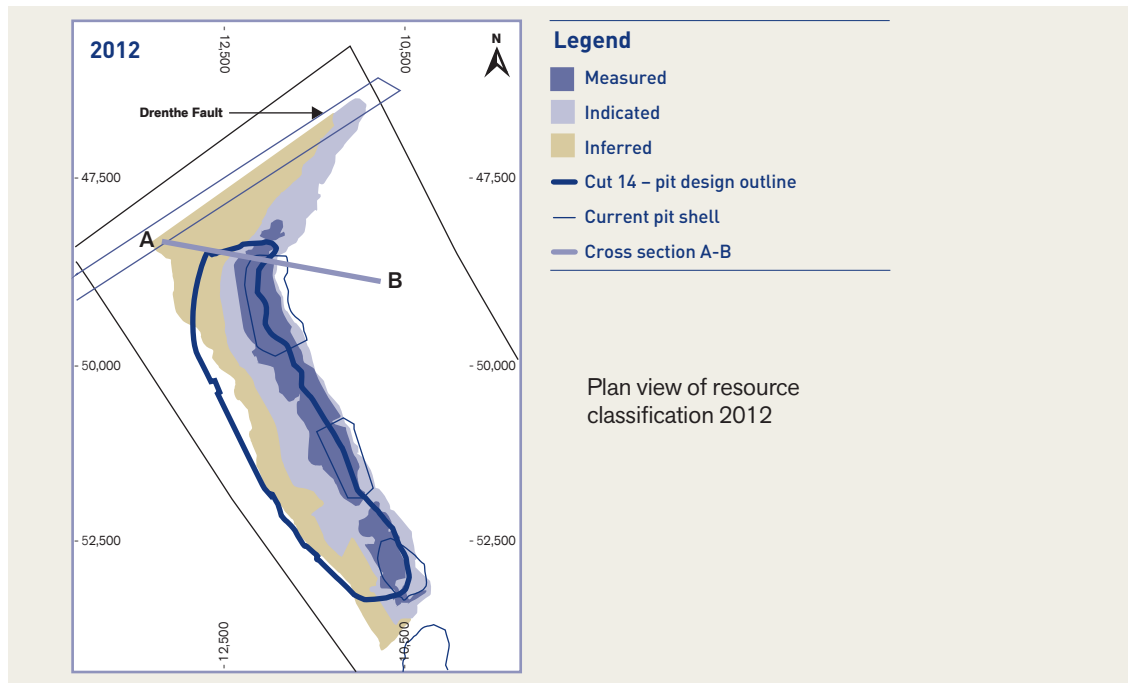 2012
- 12,500
- 10,500
N
Drenthe Fault
- 47,500
- 47,500
A
B
- 50,000
- 50,000
- 52,500
- 52,500
- 12,500
- 10,500
Legend
Measured
Indicated
Inferred
Cut 14 – pit design outline
Current pit shell
Cross section A-B
Plan view of resource
classification 2012